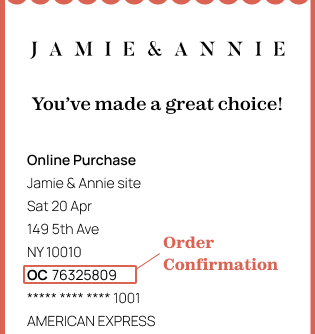 JAMIE & ANNIE
You've made a great choice!
Online Purchase
Jamie & Annie site
Sat 20 Apr
149 5th Ave
NY 10010
OC 76325809
Order
Confirmation
***** **** **** 1001
AMERICAN EXPRESS